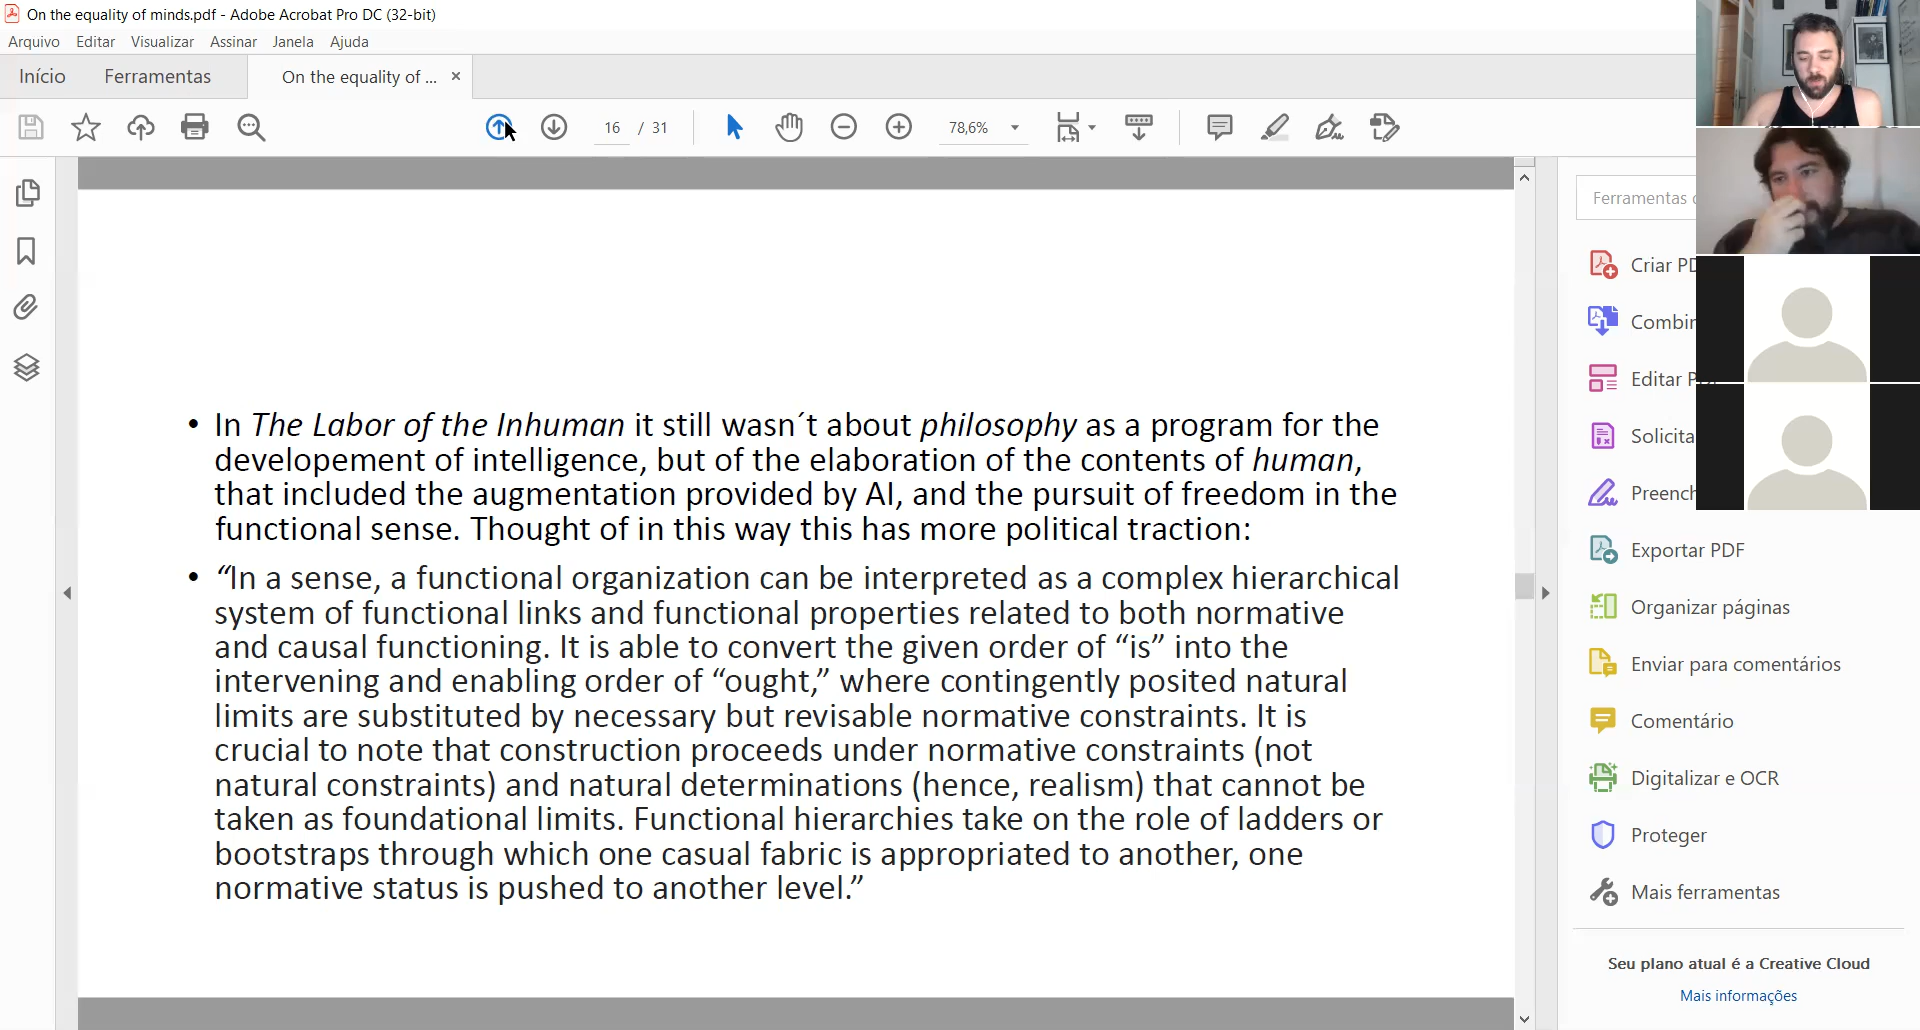 On the equality of minds.pdf - Adobe Acrobat Pro DC (32-bit)
Arquivo Editar Visualizar Assinar Janela Ajuda
Início Ferramentas On the equality of ... ×
16 / 31 78,6%
Ferramentas
Criar PD
Combin
Editar P
Solicita
Preench
Exportar PDF
Organizar páginas
Enviar para comentários
Comentário
Digitalizar e OCR
Proteger
Mais ferramentas
Seu plano atual é a Creative Cloud
Mais informações
• In The Labor of the Inhuman it still wasn´t about philosophy as a program for the
developement of intelligence, but of the elaboration of the contents of human,
that included the augmentation provided by AI, and the pursuit of freedom in the
functional sense. Thought of in this way this has more political traction:
• “In a sense, a functional organization can be interpreted as a complex hierarchical
system of functional links and functional properties related to both normative
and causal functioning. It is able to convert the given order of “is” into the
intervening and enabling order of “ought,” where contingently posited natural
limits are substituted by necessary but revisable normative constraints. It is
crucial to note that construction proceeds under normative constraints (not
natural constraints) and natural determinations (hence, realism) that cannot be
taken as foundational limits. Functional hierarchies take on the role of ladders or
bootstraps through which one casual fabric is appropriated to another, one
normative status is pushed to another level.”